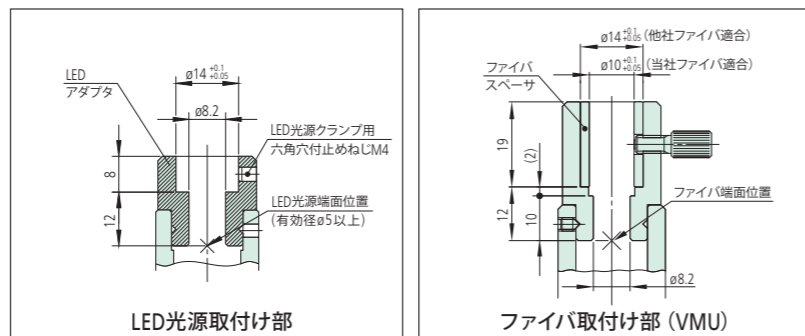 LED
アダプタ
ø14 +0.1 +0.05
ø8.2
LED光源クランプ用
六角穴付止めねじM4
8
12
LED光源端面位置
(有効径ø5以上)
LED光源取付け部
ø14 +0.1 +0.05 (他社ファイバ適合)
ø10 +0.1 +0.05 (当社ファイバ適合)
ファイバ
スペーサ
19
(2)
12
10
ファイバ端面位置
ø8.2
ファイバ取付け部 (VMU)